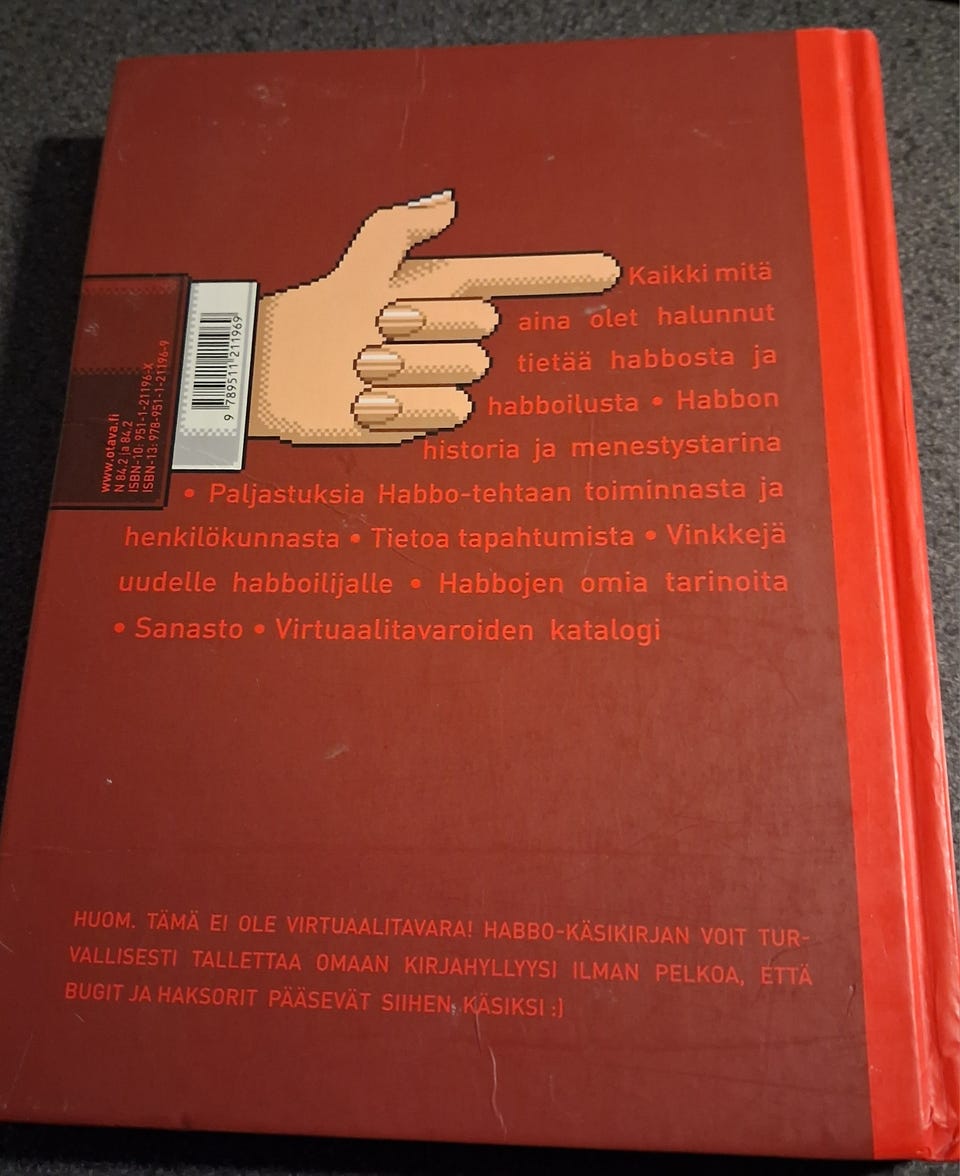 Kaikki mitä
aina olet halunnut
tietää habbosta ja
habboilusta • Habbon
historia ja menestystarina
• Paljastuksia Habbo-tehtaan toiminnasta ja
henkilökunnasta • Tietoa tapahtumista • Vinkkejä
uudelle habboilijalle • Habbojen omia tarinoita
• Sanasto • Virtuaalitavaroiden katalogi
www.otava.fi
N 84.2 ja 84.2
ISBN-10: 951-1-21196-X
ISBN-13: 978-951-1-21196-9
9 789511 211969
HUOM. TÄMÄ EI OLE VIRTUAALITAVARA! HABBO-KÄSIKIRJAN VOIT TUR-
VALLISESTI TALLETTAA OMAAN KIRJAHYLLYYSI ILMAN PELKOA, ETTÄ
BUGIT JA HAKSORIT PÄÄSEVÄT SIIHEN KÄSIKSI :)